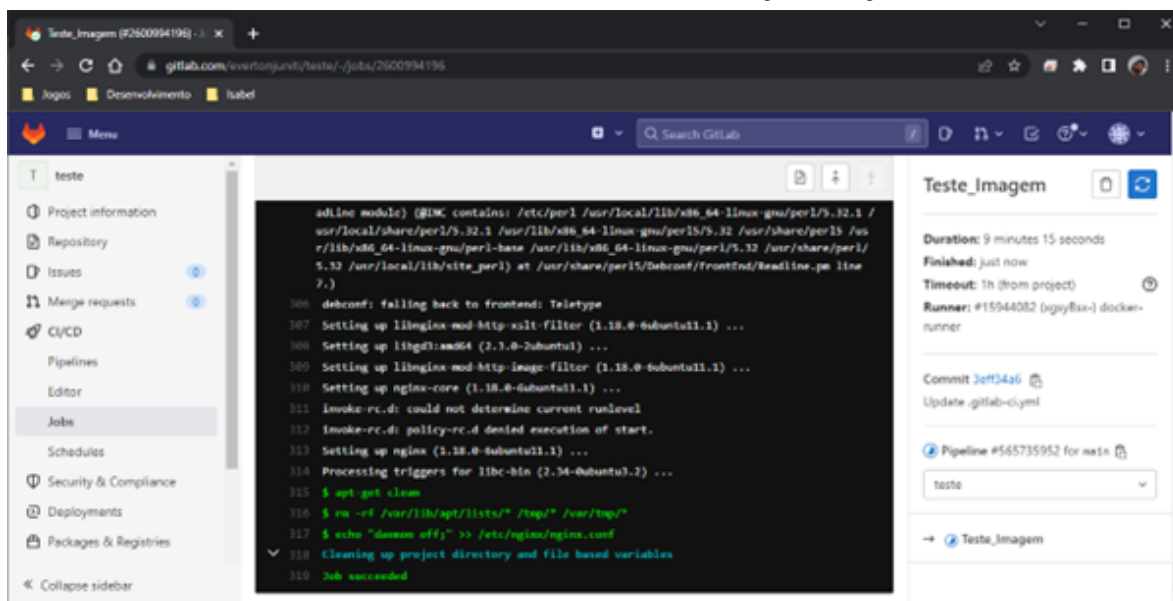 Teste_Imagem (#2600994196) - J
gitlab.com/evertonjuniti/teste/-/jobs/2600994196
Jogos
Desenvolvimento
Isabel
Menu
Search GitLab
/
T teste
Project information
Repository
Issues 0
Merge requests 0
CI/CD
Pipelines
Editor
Jobs
Schedules
Security & Compliance
Deployments
Packages & Registries
Collapse sidebar
adLine module) (@INC contains: /etc/perl /usr/local/lib/x86_64-linux-gnu/perl/5.32.1 /
usr/local/share/perl/5.32.1 /usr/lib/x86_64-linux-gnu/perl5/5.32 /usr/share/perl5 /us
r/lib/x86_64-linux-gnu/perl-base /usr/lib/x86_64-linux-gnu/perl/5.32 /usr/share/perl/
5.32 /usr/local/lib/site_perl) at /usr/share/perl5/Debconf/FrontEnd/Readline.pm line
7.)
306 debconf: falling back to frontend: Teletype
307 Setting up libnginx-mod-http-xslt-filter (1.18.0-6ubuntu11.1) ...
308 Setting up libgd3:amd64 (2.3.0-2ubuntu1) ...
309 Setting up libnginx-mod-http-image-filter (1.18.0-6ubuntu11.1) ...
310 Setting up nginx-core (1.18.0-6ubuntu11.1) ...
311 invoke-rc.d: could not determine current runlevel
312 invoke-rc.d: policy-rc.d denied execution of start.
313 Setting up nginx (1.18.0-6ubuntu11.1) ...
314 Processing triggers for libc-bin (2.34-0ubuntu3.2) ...
315 $ apt-get clean
316 $ rm -rf /var/lib/apt/lists/* /tmp/* /var/tmp/*
317 $ echo "daemon off;" >> /etc/nginx/nginx.conf
318 Cleaning up project directory and file based variables
319 Job succeeded
Teste_Imagem
Duration: 9 minutes 15 seconds
Finished: just now
Timeout: 1h (from project)
Runner: #15944082 docker-
runner
Commit 3eff34a6
Update .gitlab-ci.yml
Pipeline #565735952 for main
teste
→ Teste_Imagem